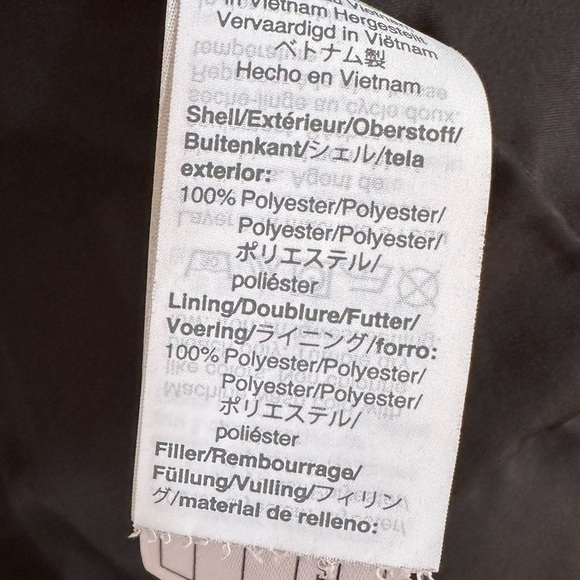 in Vietnam Hergestellt
Vervaardigd in Viëtnam
ベトナム製
Hecho en Vietnam
Shell/Extérieur/Oberstoff/
Buitenkant/シェル/tela
exterior:
100% Polyester/Polyester/
Polyester/Polyester/
ポリエステル/
poliéster
Lining/Doublure/Futter/
Voering/ライニング/forro:
100% Polyester/Polyester/
Polyester/Polyester/
ポリエステル/
poliéster
Filler/Rembourrage/
Füllung/Vulling/フィリン
グ/material de relleno: